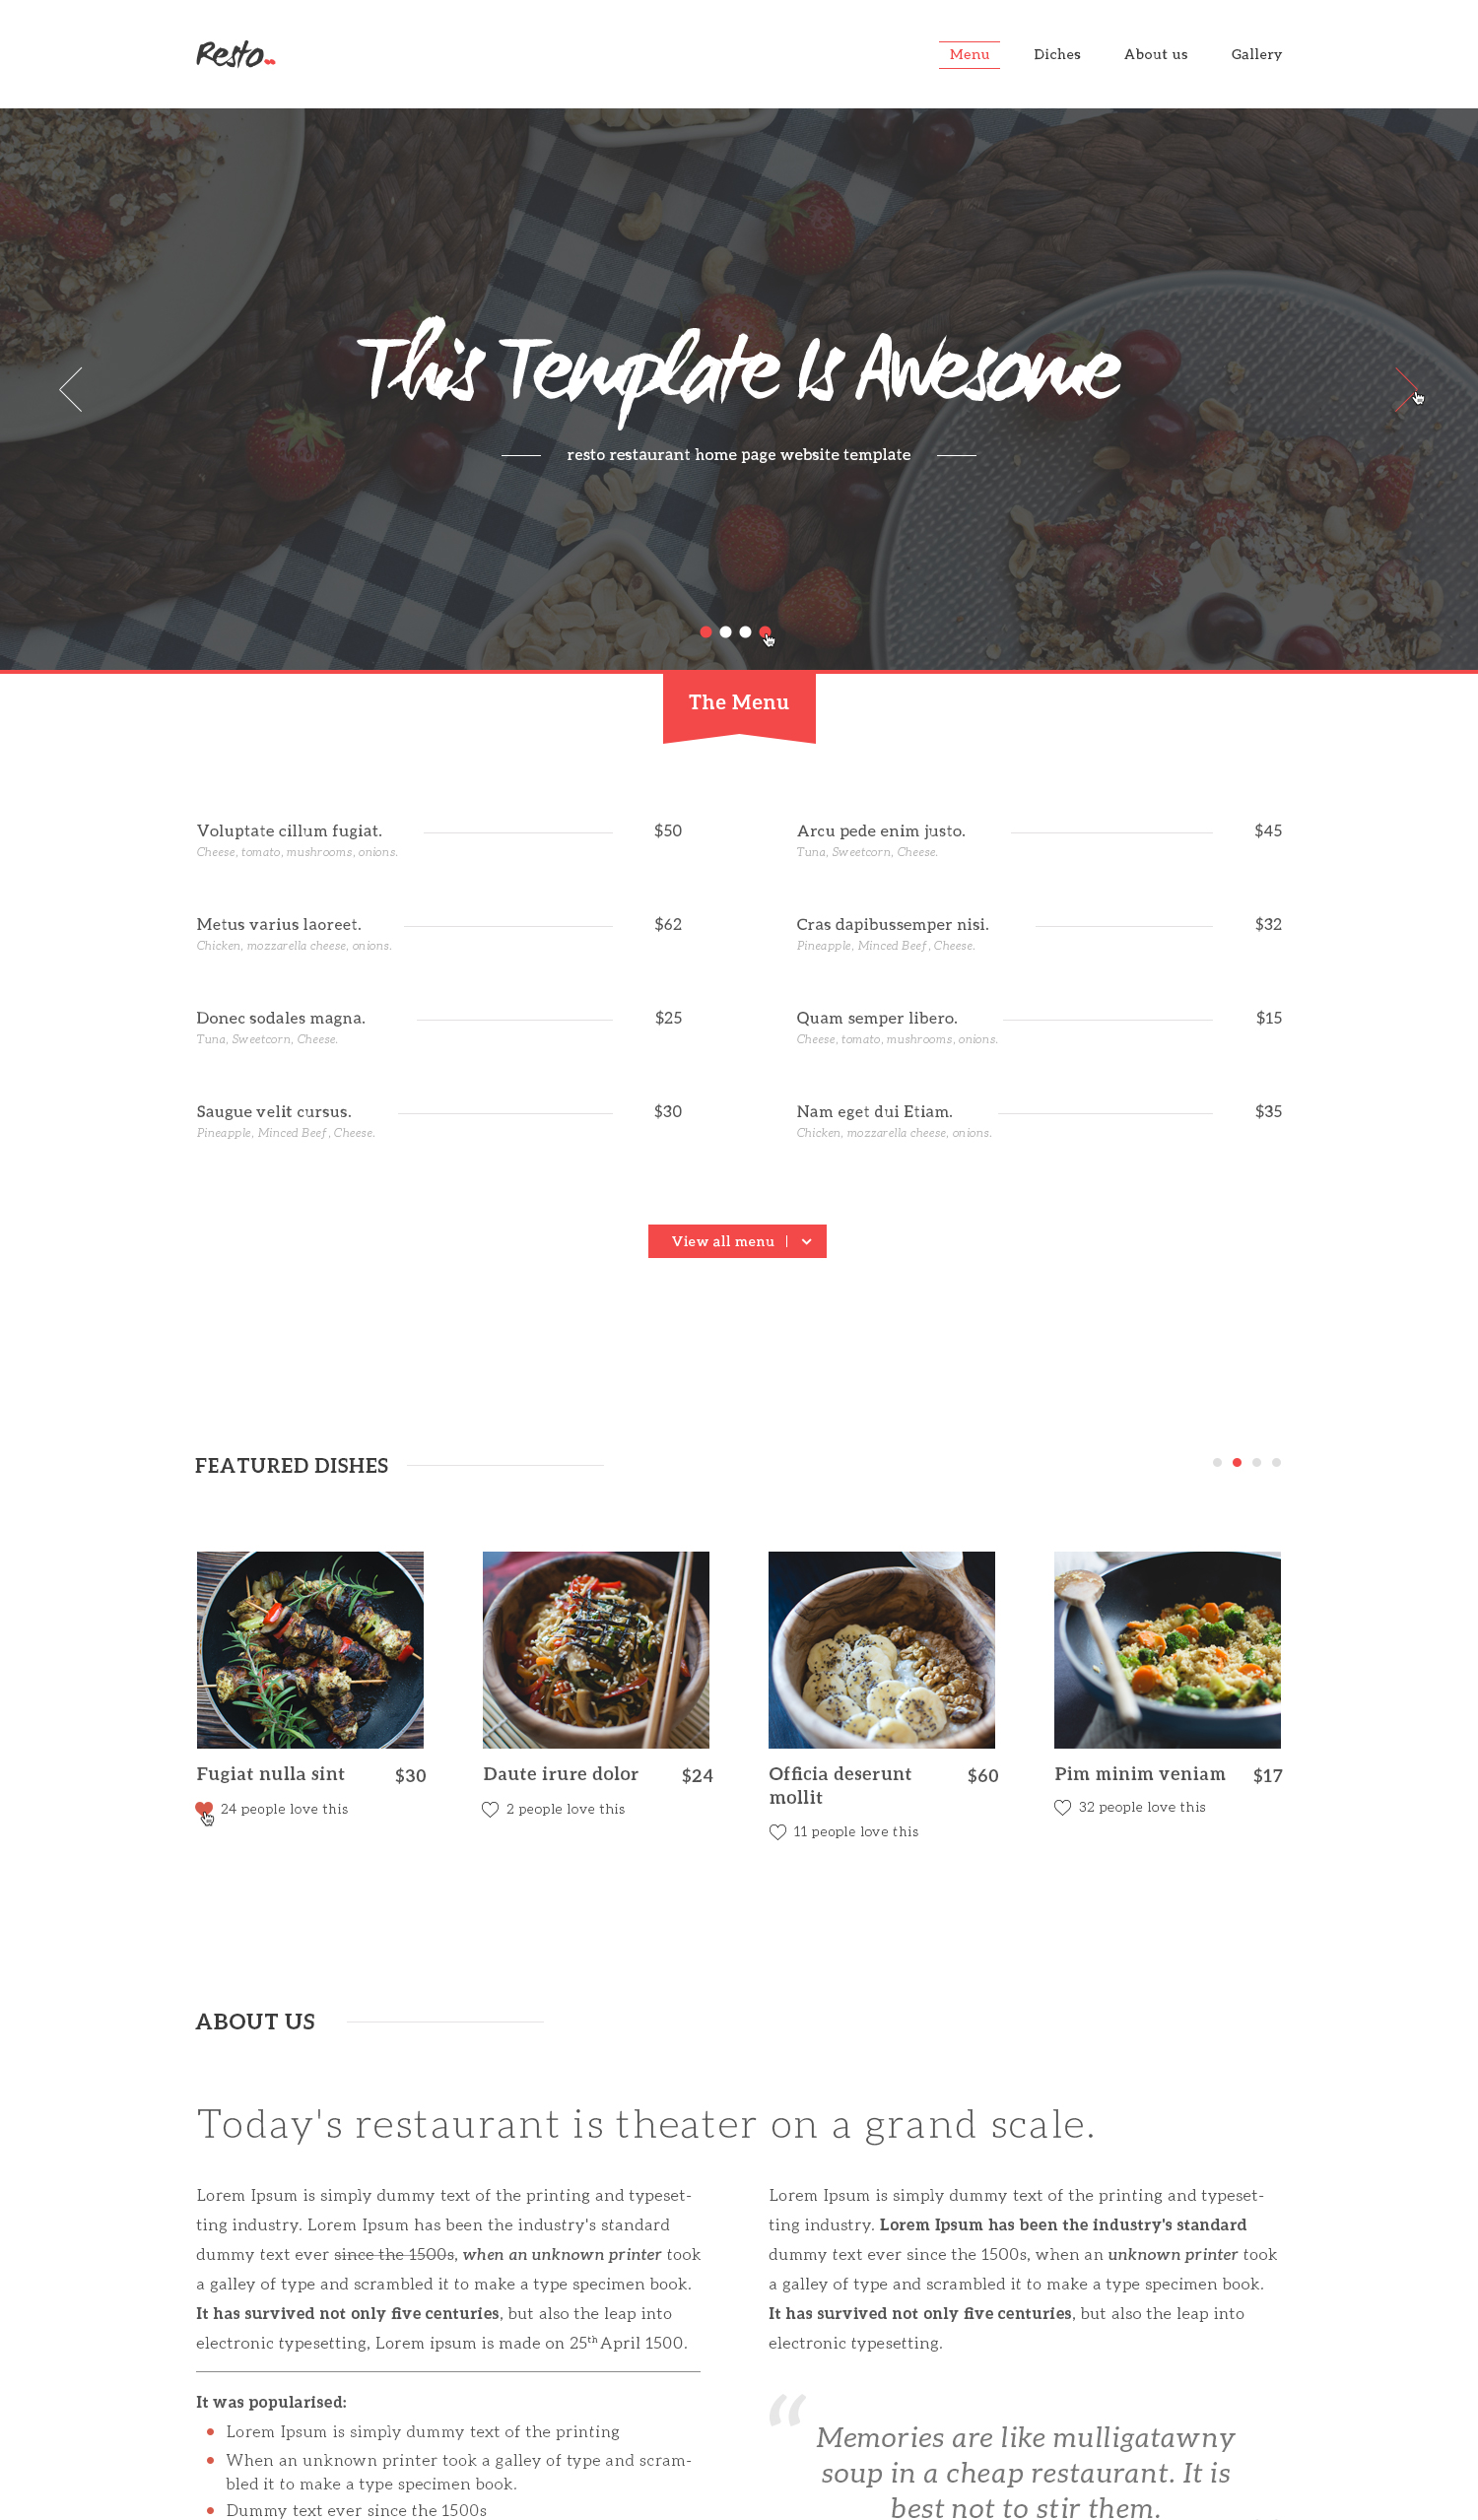 Resto
Menu Diches About us Gallery
This Template Is Awesome
resto restaurant home page website template
The Menu
Voluptate cillum fugiat. $50
Cheese, tomato, mushrooms, onions.
Metus varius laoreet. $62
Chicken, mozzarella cheese, onions.
Donec sodales magna. $25
Tuna, Sweetcorn, Cheese.
Saugue velit cursus. $30
Pineapple, Minced Beef, Cheese.
Arcu pede enim justo. $45
Tuna, Sweetcorn, Cheese.
Cras dapibussemper nisi. $32
Pineapple, Minced Beef, Cheese.
Quam semper libero. $15
Cheese, tomato, mushrooms, onions.
Nam eget dui Etiam. $35
Chicken, mozzarella cheese, onions.
View all menu
FEATURED DISHES
Fugiat nulla sint $30
24 people love this
Daute irure dolor $24
2 people love this
Officia deserunt $60
mollit
11 people love this
Pim minim veniam $17
32 people love this
ABOUT US
Today's restaurant is theater on a grand scale.
Lorem Ipsum is simply dummy text of the printing and typeset-
ting industry. Lorem Ipsum has been the industry's standard
dummy text ever since the 1500s, when an unknown printer took
a galley of type and scrambled it to make a type specimen book.
It has survived not only five centuries, but also the leap into
electronic typesetting, Lorem ipsum is made on 25th April 1500.
It was popularised:
Lorem Ipsum is simply dummy text of the printing
When an unknown printer took a galley of type and scram-
bled it to make a type specimen book.
Dummy text ever since the 1500s
Lorem Ipsum is simply dummy text of the printing and typeset-
ting industry. Lorem Ipsum has been the industry's standard
dummy text ever since the 1500s, when an unknown printer took
a galley of type and scrambled it to make a type specimen book.
It has survived not only five centuries, but also the leap into
electronic typesetting.
“ Memories are like mulligatawny
soup in a cheap restaurant. It is
best not to stir them.